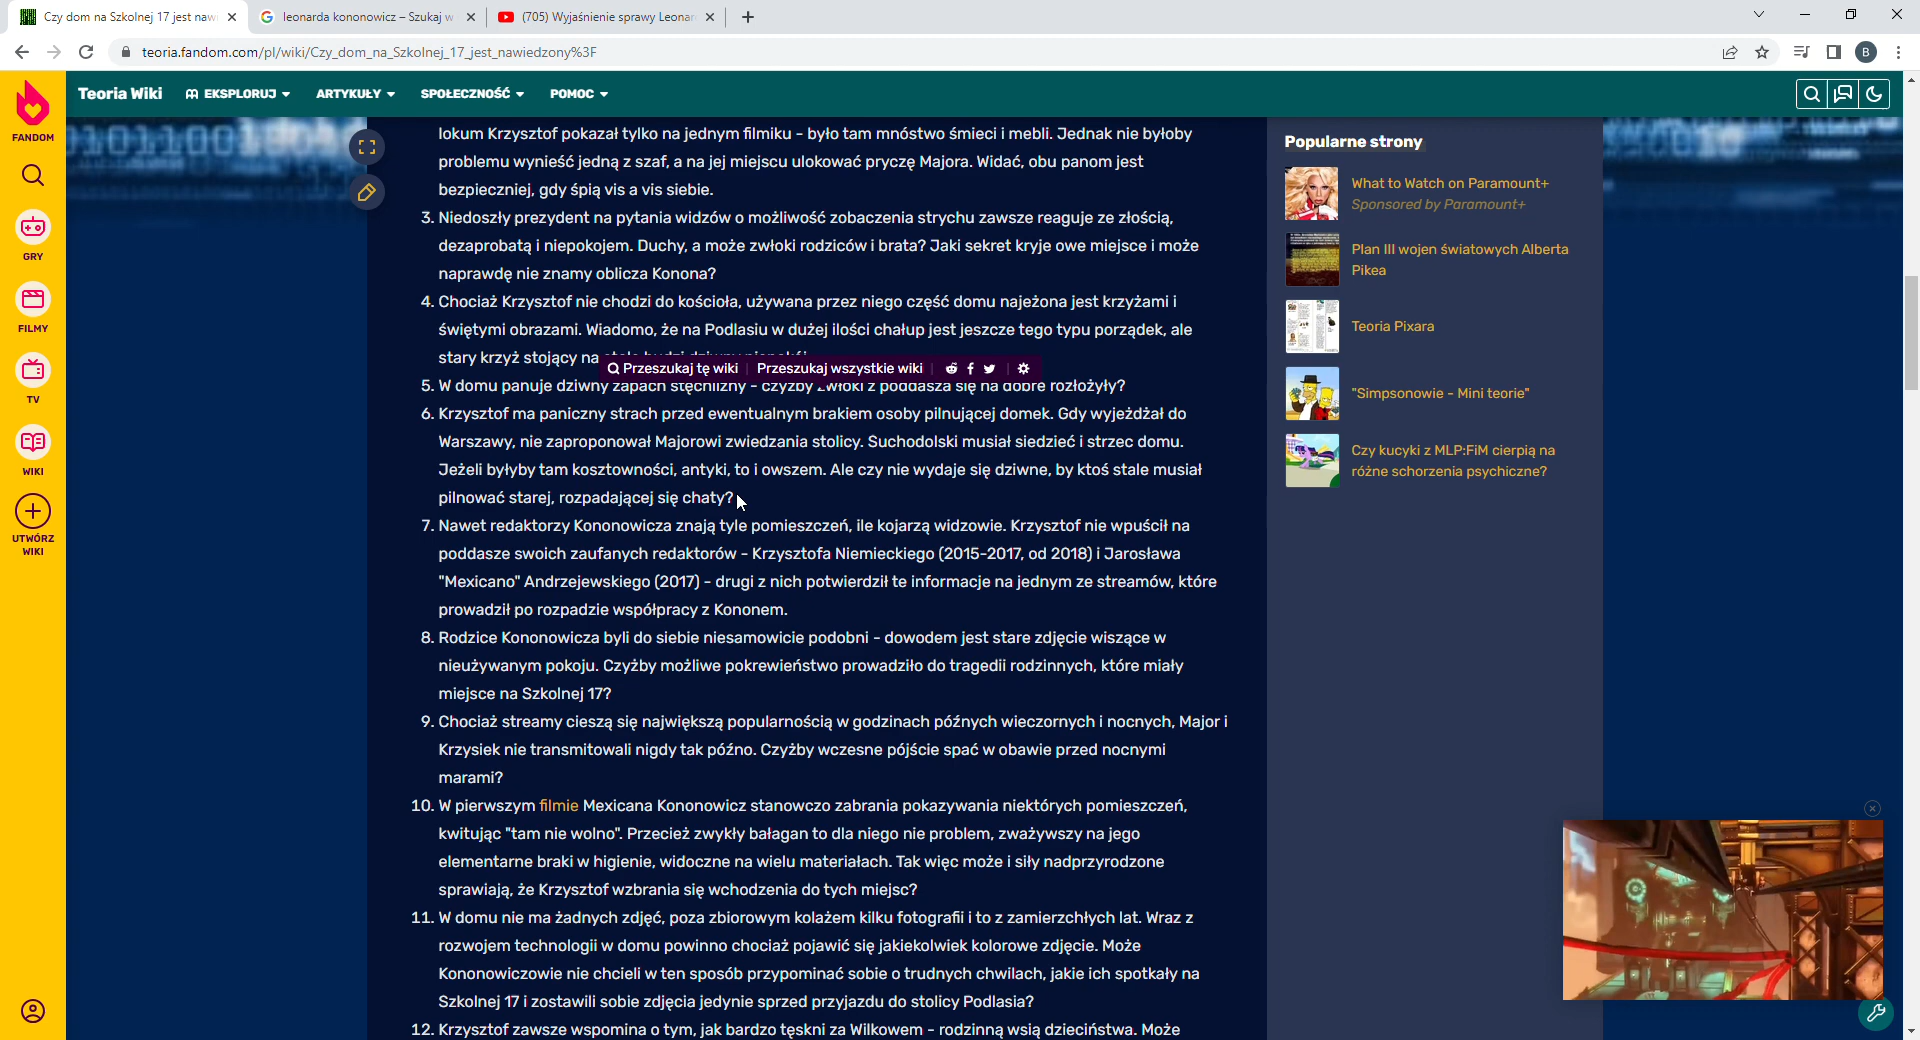 Czy dom na Szkolnej 17 jest naw
leonarda kononowicz – Szukaj w
(705) Wyjaśnienie sprawy Leonar
teoria.fandom.com/pl/wiki/Czy_dom_na_Szkolnej_17_jest_nawiedzony%3F
B
Teoria Wiki
EKSPLORUJ
ARTYKUŁY
SPOŁECZNOŚĆ
POMOC
FANDOM
GRY
FILMY
TV
WIKI
UTWÓRZ
WIKI
lokum Krzysztof pokazał tylko na jednym filmiku - było tam mnóstwo śmieci i mebli. Jednak nie byłoby
problemu wynieść jedną z szaf, a na jej miejscu ulokować pryczę Majora. Widać, obu panom jest
bezpieczniej, gdy śpią vis a vis siebie.
3. Niedoszły prezydent na pytania widzów o możliwość zobaczenia strychu zawsze reaguje ze złością,
dezaprobatą i niepokojem. Duchy, a może zwłoki rodziców i brata? Jaki sekret kryje owe miejsce i może
naprawdę nie znamy oblicza Konona?
4. Chociaż Krzysztof nie chodzi do kościoła, używana przez niego część domu najeżona jest krzyżami i
świętymi obrazami. Wiadomo, że na Podlasiu w dużej ilości chałup jest jeszcze tego typu porządek, ale
stary krzyż stojący na
Przeszukaj tę wiki
Przeszukaj wszystkie wiki
5. W domu panuje dziwny zapach stęchlizny - czyżby zwłoki z poddasza się na dobre rozłożyły?
6. Krzysztof ma paniczny strach przed ewentualnym brakiem osoby pilnującej domek. Gdy wyjeżdżał do
Warszawy, nie zaproponował Majorowi zwiedzania stolicy. Suchodolski musiał siedzieć i strzec domu.
Jeżeli byłyby tam kosztowności, antyki, to i owszem. Ale czy nie wydaje się dziwne, by ktoś stale musiał
pilnować starej, rozpadającej się chaty?
7. Nawet redaktorzy Kononowicza znają tyle pomieszczeń, ile kojarzą widzowie. Krzysztof nie wpuścił na
poddasze swoich zaufanych redaktorów - Krzysztofa Niemieckiego (2015-2017, od 2018) i Jarosława
"Mexicano" Andrzejewskiego (2017) - drugi z nich potwierdził te informacje na jednym ze streamów, które
prowadził po rozpadzie współpracy z Kononem.
8. Rodzice Kononowicza byli do siebie niesamowicie podobni - dowodem jest stare zdjęcie wiszące w
nieużywanym pokoju. Czyżby możliwe pokrewieństwo prowadziło do tragedii rodzinnych, które miały
miejsce na Szkolnej 17?
9. Chociaż streamy cieszą się największą popularnością w godzinach późnych wieczornych i nocnych, Major i
Krzysiek nie transmitowali nigdy tak późno. Czyżby wczesne pójście spać w obawie przed nocnymi
marami?
10. W pierwszym filmie Mexicana Kononowicz stanowczo zabrania pokazywania niektórych pomieszczeń,
kwitując "tam nie wolno". Przecież zwykły bałagan to dla niego nie problem, zważywszy na jego
elementarne braki w higienie, widoczne na wielu materiałach. Tak więc może i siły nadprzyrodzone
sprawiają, że Krzysztof wzbrania się wchodzenia do tych miejsc?
11. W domu nie ma żadnych zdjęć, poza zbiorowym kolażem kilku fotografii i to z zamierzchłych lat. Wraz z
rozwojem technologii w domu powinno chociaż pojawić się jakiekolwiek kolorowe zdjęcie. Może
Kononowiczowie nie chcieli w ten sposób przypominać sobie o trudnych chwilach, jakie ich spotkały na
Szkolnej 17 i zostawili sobie zdjęcia jedynie sprzed przyjazdu do stolicy Podlasia?
12. Krzysztof zawsze wspomina o tym, jak bardzo tęskni za Wilkowem - rodzinną wsią dzieciństwa. Może
Popularne strony
What to Watch on Paramount+
Sponsored by Paramount+
Plan III wojen światowych Alberta
Pikea
Teoria Pixara
"Simpsonowie - Mini teorie"
Czy kucyki z MLP:FiM cierpią na
różne schorzenia psychiczne?